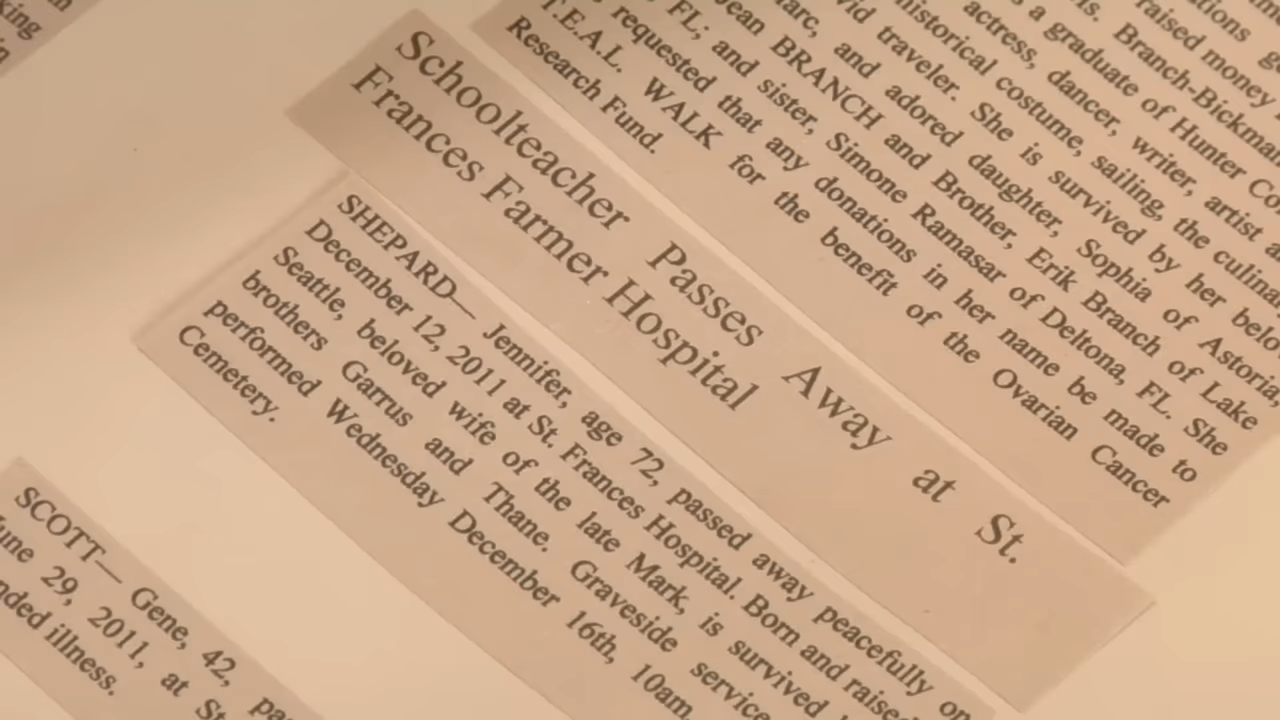 king
raised money
Branch-Bickman
a graduate of Hunter Co
actress, dancer, writer, artist a
historical costume, sailing, the culina
vid traveler. She is survived by her belo
arc, and adored daughter, Sophia of Astoria,
Jean BRANCH and Brother, Erik Branch of Lake
FL; and sister, Simone Ramasar of Deltona, FL. She
requested that any donations in her name be made to
T.E.A.L. WALK for the benefit of the Ovarian Cancer
Research Fund.
Schoolteacher Passes Away at St.
Frances Farmer Hospital
SHEPARD— Jennifer, age 72, passed away peacefully on
December 12, 2011 at St. Frances Hospital. Born and raised
Seattle, beloved wife of the late Mark, is survived
brothers Garrus and Thane. Graveside service
performed Wednesday December 16th, 10am,
Cemetery.
SCOTT— Gene, 42, pa
June 29, 2011, at St
nded illness.